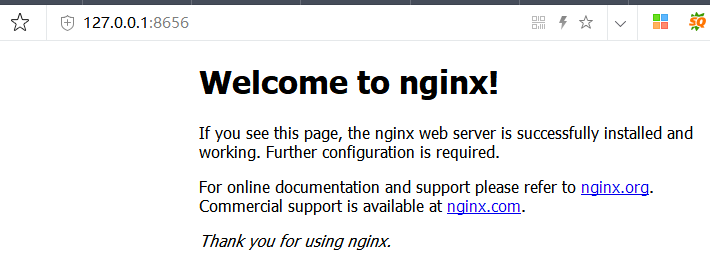 127.0.0.1:8656
SQ
Welcome to nginx!
If you see this page, the nginx web server is successfully installed and
working. Further configuration is required.
For online documentation and support please refer to nginx.org.
Commercial support is available at nginx.com.
Thank you for using nginx.